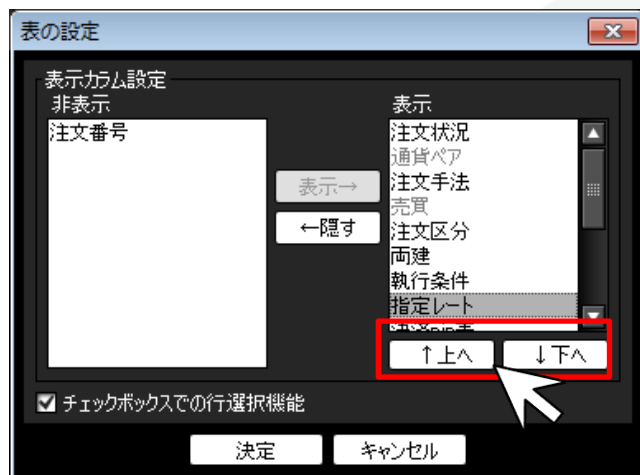 表の設定
表示カラム設定
非表示
表示
注文番号
注文状況
通貨ペア
注文手法
売買
注文区分
両建
執行条件
指定レート
表示→
←隠す
↑上へ
↓下へ
チェックボックスでの行選択機能
決定
キャンセル